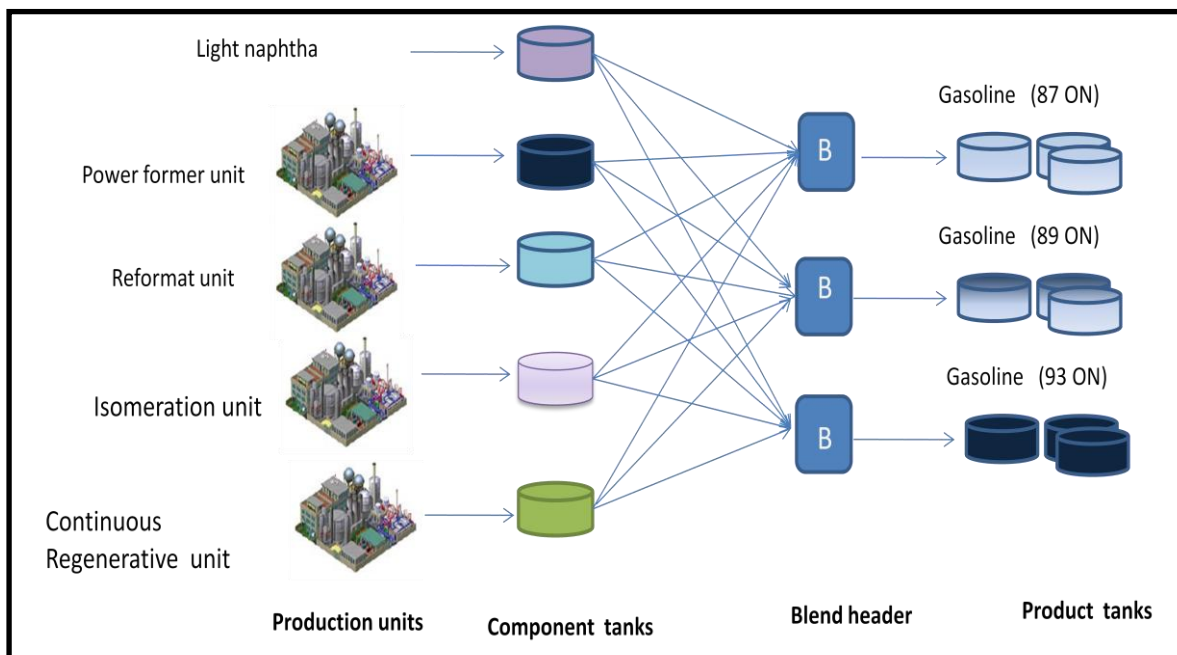 Light naphtha
Power former unit
Reformat unit
Isomeration unit
Continuous
Regenerative unit
B
B
B
Gasoline (87 ON)
Gasoline (89 ON)
Gasoline (93 ON)
Production units
Component tanks
Blend header
Product tanks